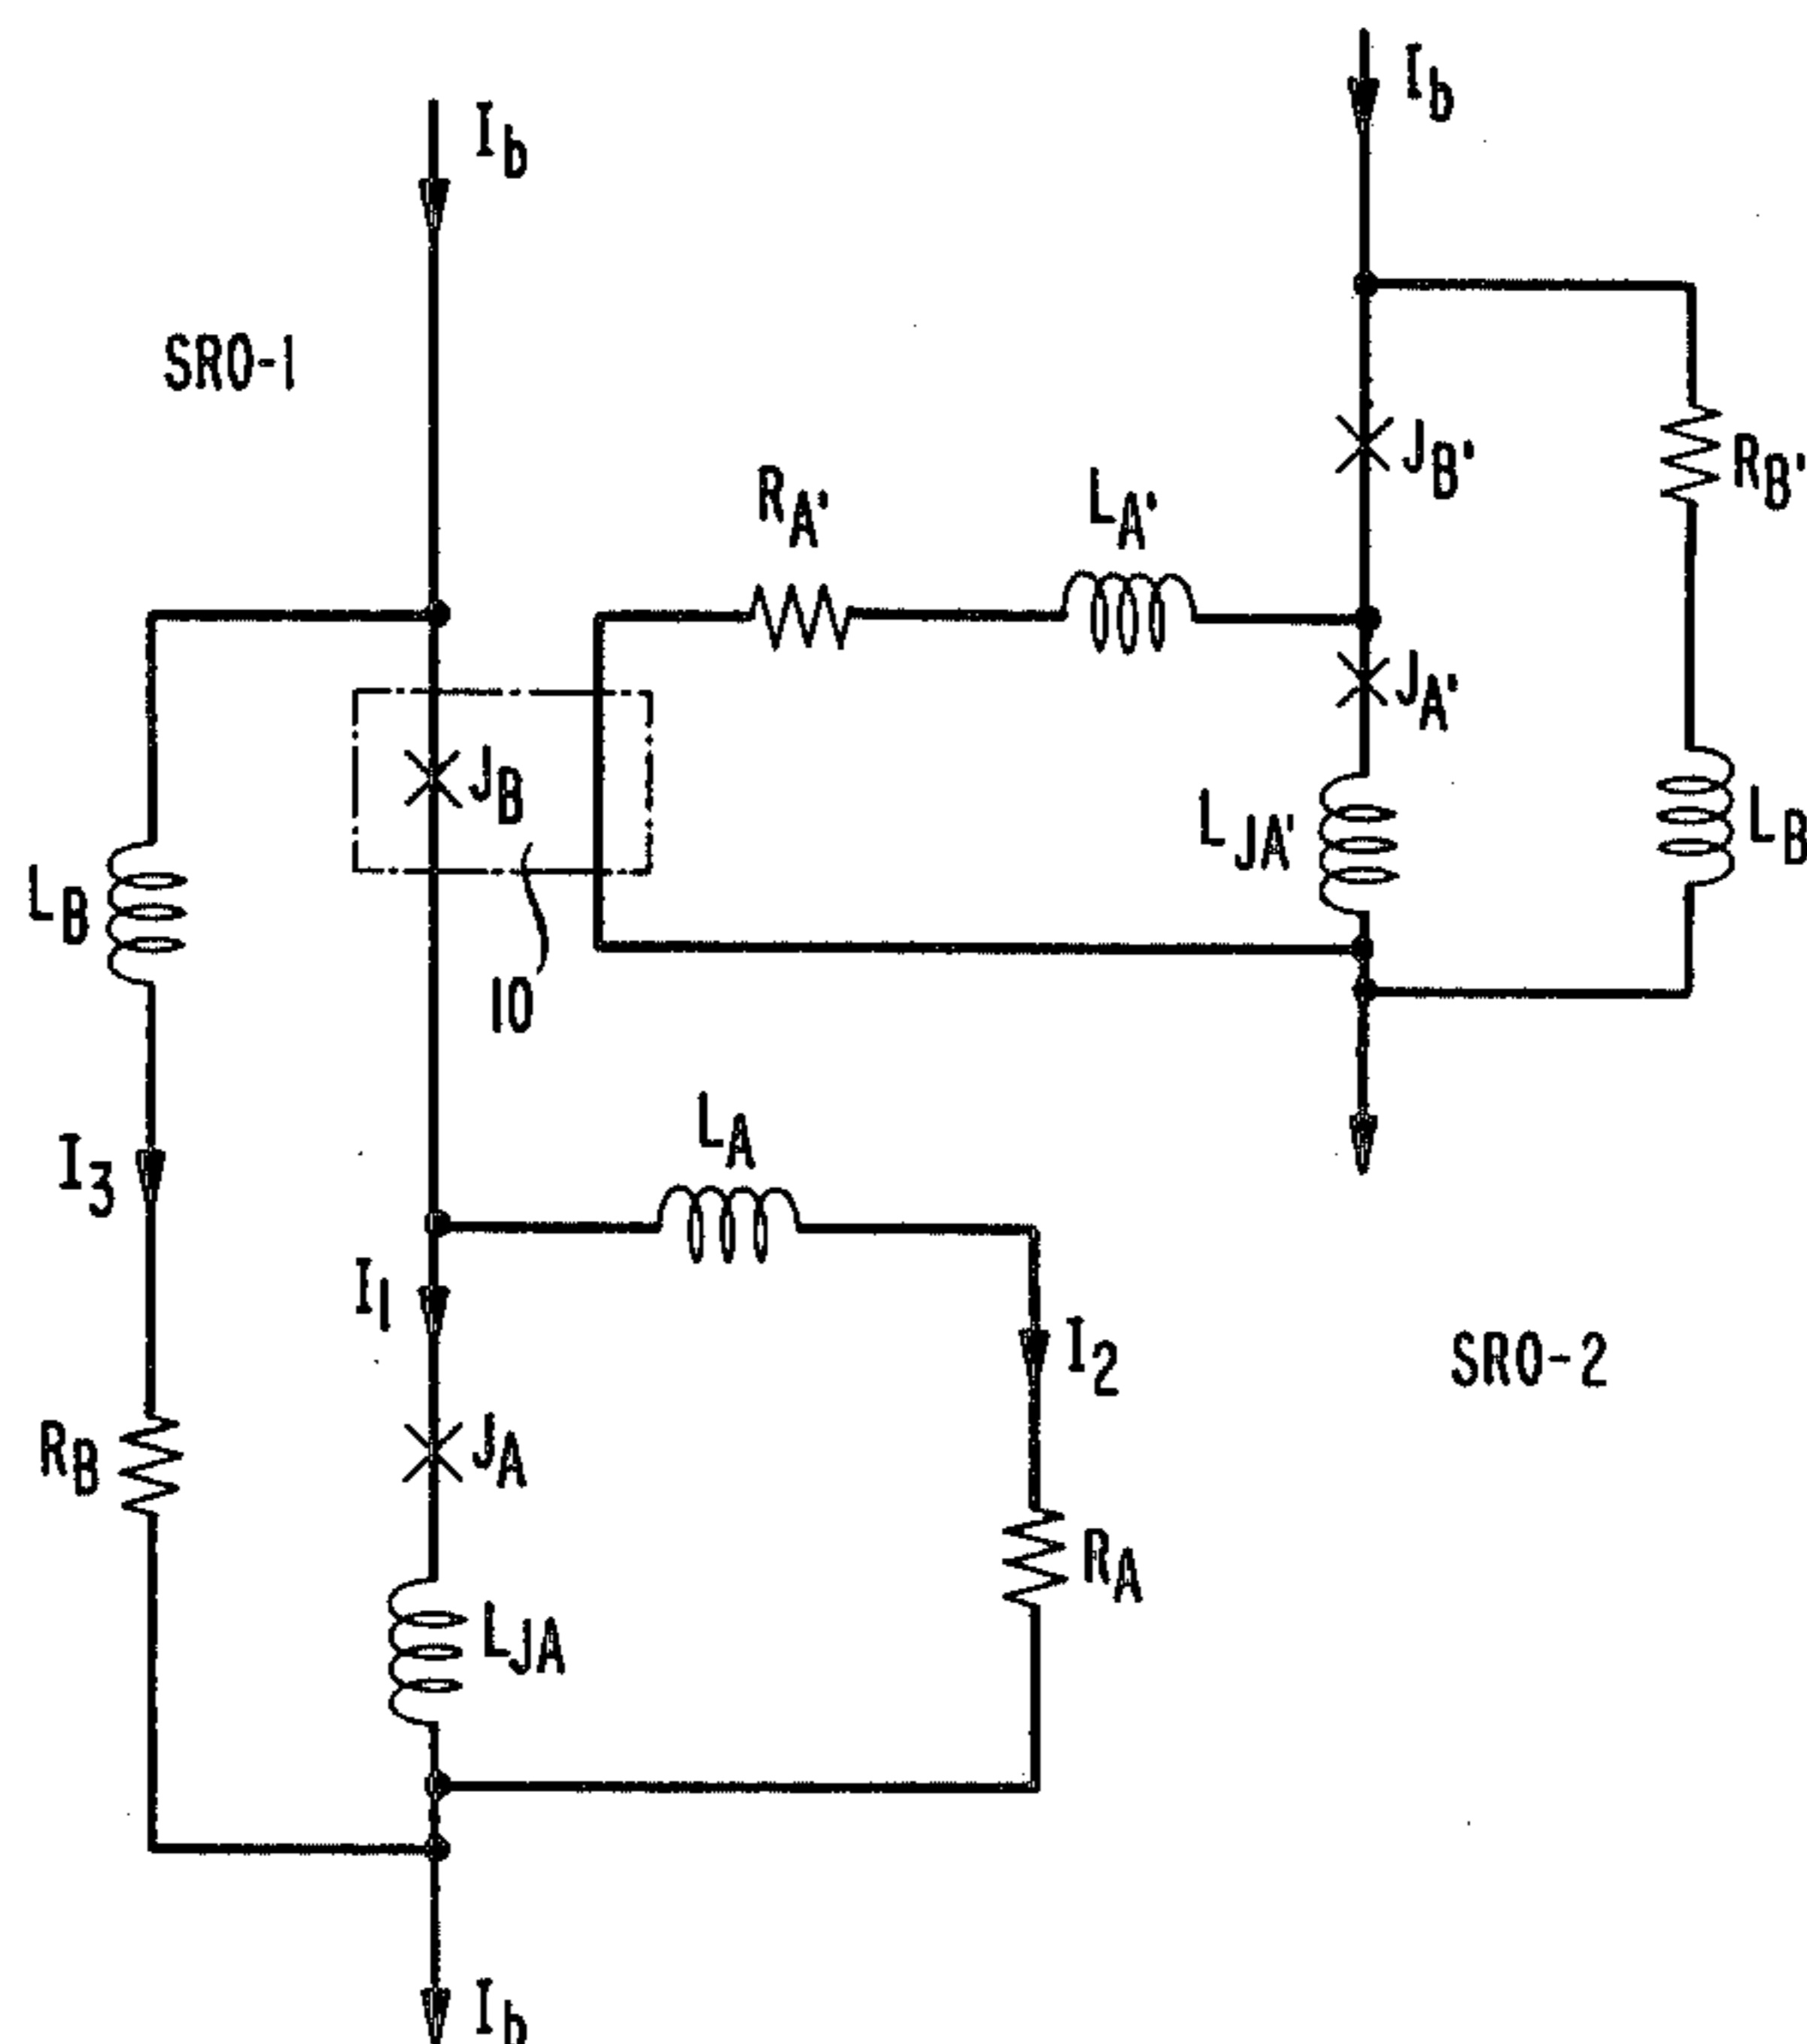 Ib
Ib
SRO-1
JB'
RB'
RA'
LA'
JA'
JB
LJA'
LB
LB
10
LA
I3
I1
I2
SRO-2
RB
JA
RA
LJA
Ib